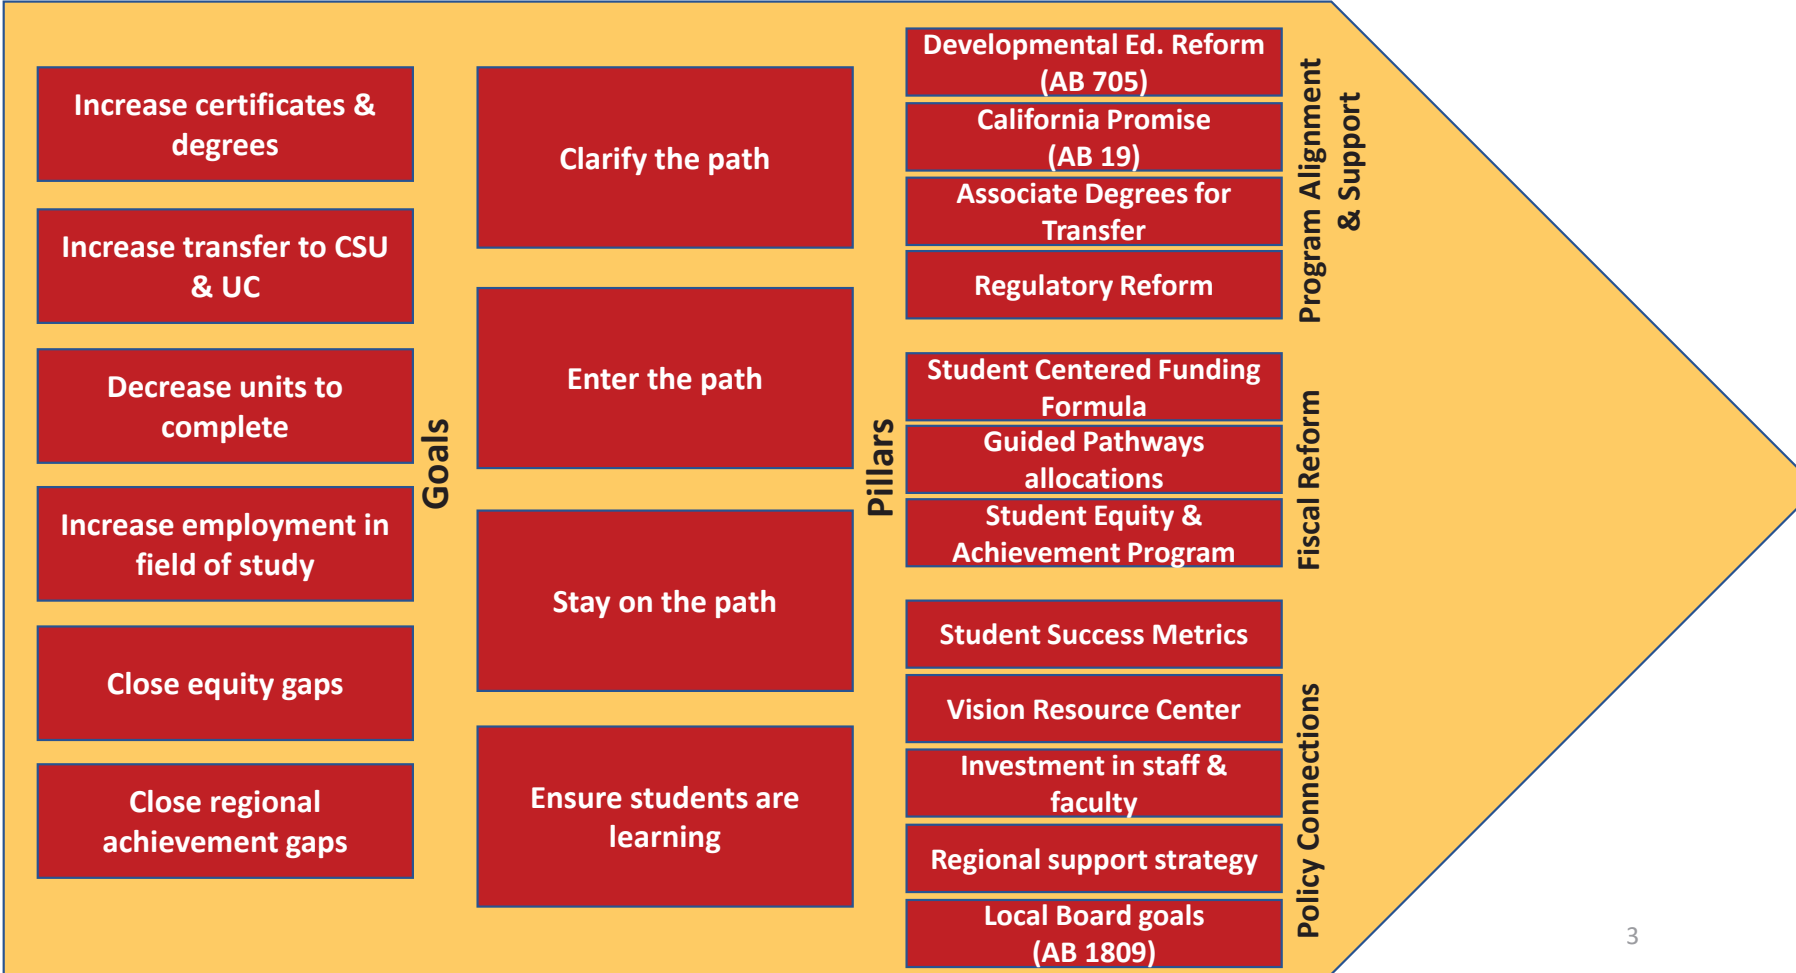 Increase certificates &
degrees
Increase transfer to CSU
& UC
Decrease units to
complete
Increase employment in
field of study
Close equity gaps
Close regional
achievement gaps
Goals
Clarify the path
Enter the path
Stay on the path
Ensure students are
learning
Pillars
Developmental Ed. Reform
(AB 705)
California Promise
(AB 19)
Associate Degrees for
Transfer
Regulatory Reform
Program Alignment
& Support
Student Centered Funding
Formula
Guided Pathways
allocations
Student Equity &
Achievement Program
Fiscal Reform
Student Success Metrics
Vision Resource Center
Investment in staff &
faculty
Regional support strategy
Local Board goals
(AB 1809)
Policy Connections
3